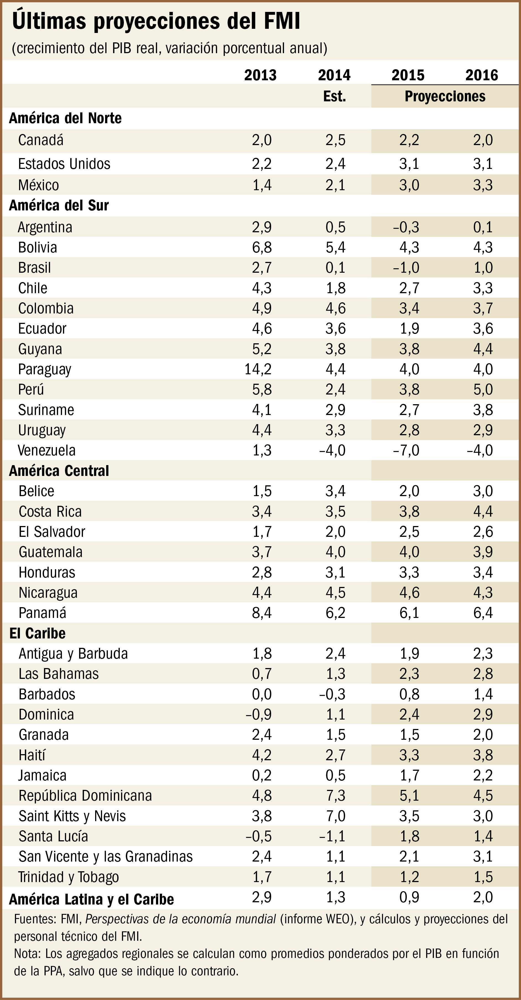 Últimas proyecciones del FMI
(crecimiento del PIB real, variación porcentual anual)
2013 2014 2015 2016
Est. Proyecciones
América del Norte
Canadá 2,0 2,5 2,2 2,0
Estados Unidos 2,2 2,4 3,1 3,1
México 1,4 2,1 3,0 3,3
América del Sur
Argentina 2,9 0,5 –0,3 0,1
Bolivia 6,8 5,4 4,3 4,3
Brasil 2,7 0,1 –1,0 1,0
Chile 4,3 1,8 2,7 3,3
Colombia 4,9 4,6 3,4 3,7
Ecuador 4,6 3,6 1,9 3,6
Guyana 5,2 3,8 3,8 4,4
Paraguay 14,2 4,4 4,0 4,0
Perú 5,8 2,4 3,8 5,0
Suriname 4,1 2,9 2,7 3,8
Uruguay 4,4 3,3 2,8 2,9
Venezuela 1,3 –4,0 –7,0 –4,0
América Central
Belice 1,5 3,4 2,0 3,0
Costa Rica 3,4 3,5 3,8 4,4
El Salvador 1,7 2,0 2,5 2,6
Guatemala 3,7 4,0 4,0 3,9
Honduras 2,8 3,1 3,3 3,4
Nicaragua 4,4 4,5 4,6 4,3
Panamá 8,4 6,2 6,1 6,4
El Caribe
Antigua y Barbuda 1,8 2,4 1,9 2,3
Las Bahamas 0,7 1,3 2,3 2,8
Barbados 0,0 –0,3 0,8 1,4
Dominica –0,9 1,1 2,4 2,9
Granada 2,4 1,5 1,5 2,0
Haití 4,2 2,7 3,3 3,8
Jamaica 0,2 0,5 1,7 2,2
República Dominicana 4,8 7,3 5,1 4,5
Saint Kitts y Nevis 3,8 7,0 3,5 3,0
Santa Lucía –0,5 –1,1 1,8 1,4
San Vicente y las Granadinas 2,4 1,1 2,1 3,1
Trinidad y Tobago 1,7 1,1 1,2 1,5
América Latina y el Caribe 2,9 1,3 0,9 2,0
Fuentes: FMI, Perspectivas de la economía mundial (informe WEO), y cálculos y proyecciones del
personal técnico del FMI.
Nota: Los agregados regionales se calculan como promedios ponderados por el PIB en función
de la PPA, salvo que se indique lo contrario.